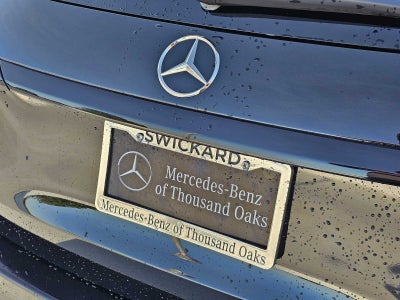 SWICKARD
Mercedes-Benz
of Thousand Oaks
Mercedes-Benz of Thousand Oaks